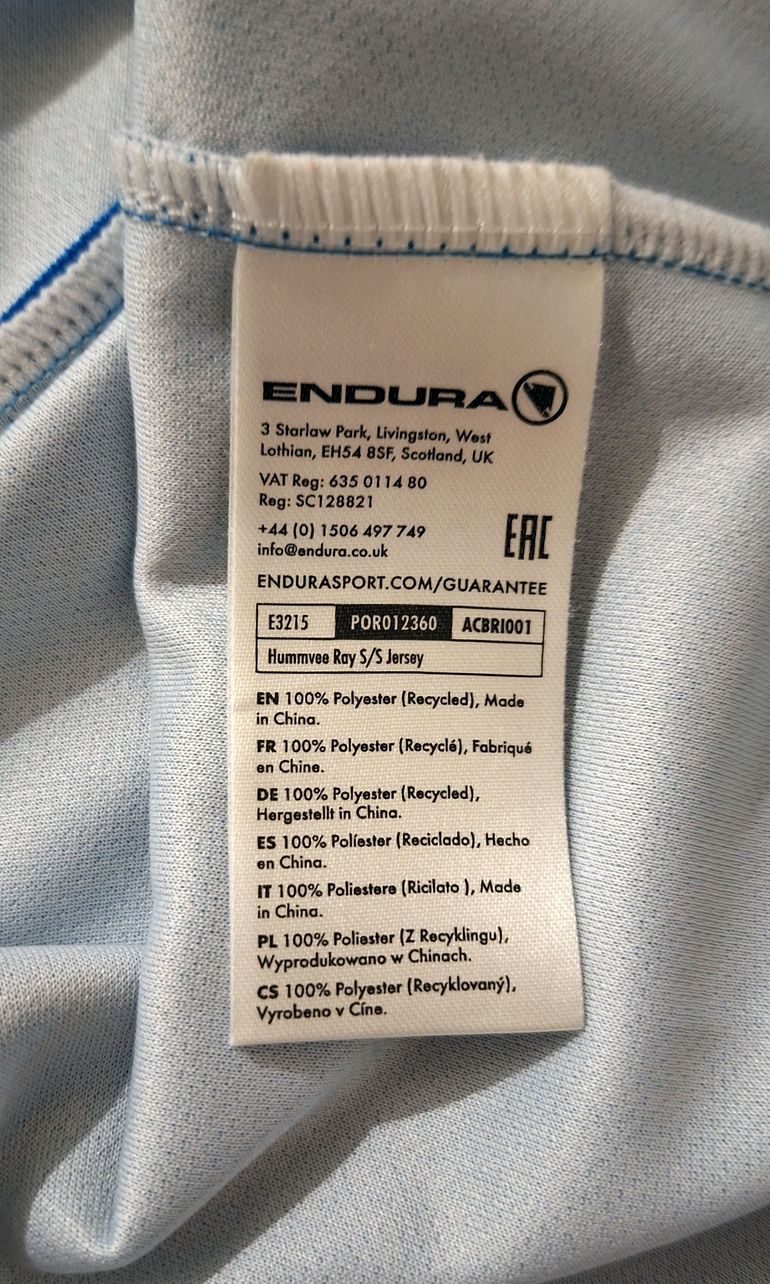 ENDURA
3 Starlaw Park, Livingston, West
Lothian, EH54 8SF, Scotland, UK
VAT Reg: 635 0114 80
Reg: SC128821
+44 (0) 1506 497 749
info@endura.co.uk
EAC
ENDURASPORT.COM/GUARANTEE
E3215 POR012360 ACBRI001
Hummvee Ray S/S Jersey
EN 100% Polyester (Recycled), Made
in China.
FR 100% Polyester (Recyclé), Fabriqué
en Chine.
DE 100% Polyester (Recycled),
Hergestellt in China.
ES 100% Políester (Reciclado), Hecho
en China.
IT 100% Poliestere (Ricilato ), Made
in China.
PL 100% Poliester (Z Recyklingu),
Wyprodukowano w Chinach.
CS 100% Polyester (Recyklovaný),
Vyrobeno v Číne.